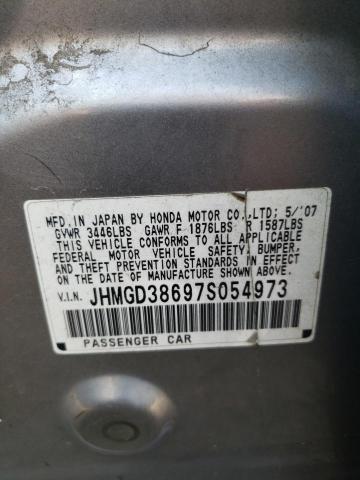 MFD. IN JAPAN BY HONDA MOTOR CO.,LTD; 5/'07
GVWR 3446LBS GAWR F 1876LBS R 1587LBS
THIS VEHICLE CONFORMS TO ALL APPLICABLE
FEDERAL MOTOR VEHICLE SAFETY, BUMPER,
AND THEFT PREVENTION STANDARDS IN EFFECT
ON THE DATE OF MANUFACTURE SHOWN ABOVE.
V.I.N. JHMGD38697S054973
PASSENGER CAR